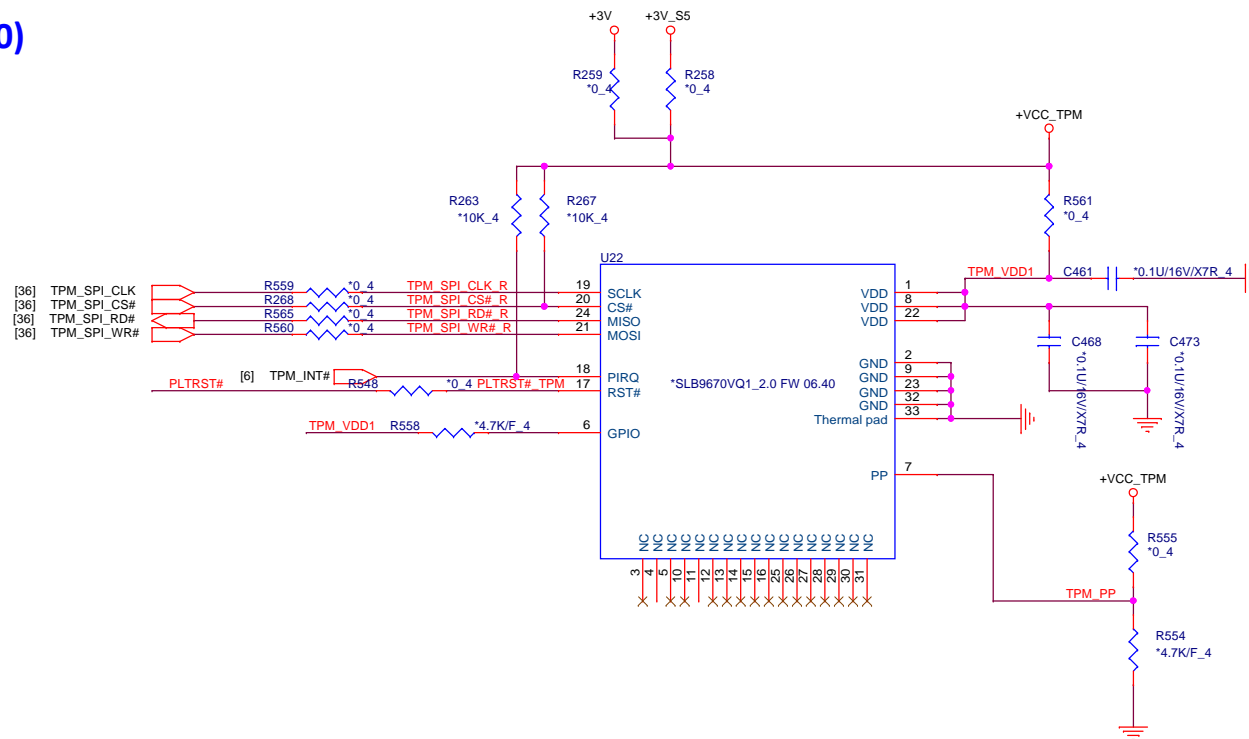 0)
+3V
+3V_S5
R259
*0_4
R258
*0_4
+VCC_TPM
R263
*10K_4
R267
*10K_4
R561
*0_4
U22
TPM_VDD1
C461
*0.1U/16V/X7R_4
[36] TPM_SPI_CLK
R559
*0_4
TPM_SPI_CLK_R
19
SCLK
[36] TPM_SPI_CS#
R268
*0_4
TPM_SPI_CS#_R
20
CS#
[36] TPM_SPI_RD#
R565
*0_4
TPM_SPI_RD#_R
24
MISO
[36] TPM_SPI_WR#
R560
*0_4
TPM_SPI_WR#_R
21
MOSI
1
VDD
8
VDD
22
VDD
C468
*0.1U/16V/X7R_4
C473
*0.1U/16V/X7R_4
[6] TPM_INT#
18
PIRQ
PLTRST#
R548
*0_4
PLTRST#_TPM
17
RST#
*SLB9670VQ1_2.0 FW 06.40
2
GND
9
GND
23
GND
32
GND
33
Thermal pad
TPM_VDD1
R558
*4.7K/F_4
6
GPIO
7
PP
+VCC_TPM
R555
*0_4
TPM_PP
R554
*4.7K/F_4
NC NC NC NC NC NC NC NC NC NC NC NC NC NC NC NC NC
3 4 5 10 11 12 13 14 15 16 25 26 27 28 29 30 31